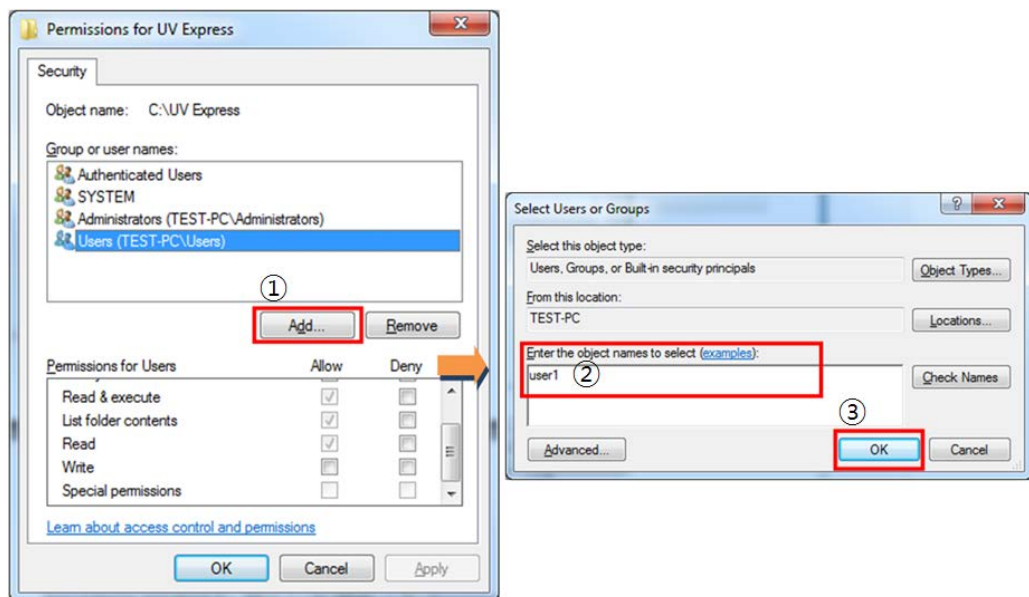 Permissions for UV Express
Security
Object name: C:\UV Express
Group or user names:
Authenticated Users
SYSTEM
Administrators (TEST-PC\Administrators)
Users (TEST-PC\Users)
①
Add... Remove
Permissions for Users Allow Deny
Read & execute
List folder contents
Read
Write
Special permissions
Learn about access control and permissions
OK Cancel Apply
Select Users or Groups
Select this object type:
Users, Groups, or Built-in security principals Object Types...
From this location:
TEST-PC Locations...
Enter the object names to select (examples):
user1 ② Check Names
③
Advanced... OK Cancel